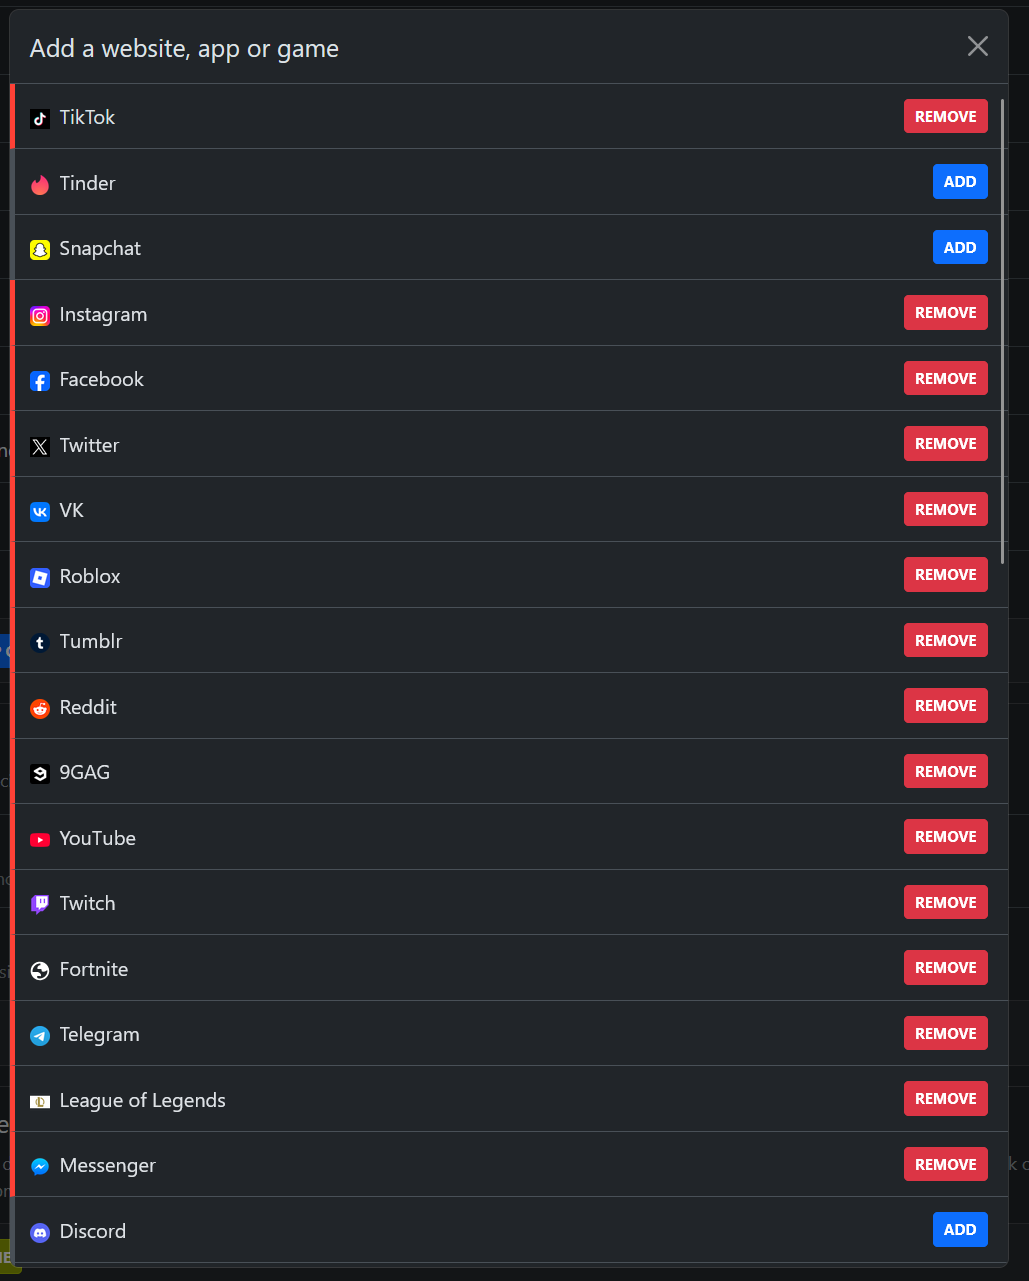 Add a website, app or game
TikTok REMOVE
Tinder ADD
Snapchat ADD
Instagram REMOVE
Facebook REMOVE
Twitter REMOVE
VK REMOVE
Roblox REMOVE
Tumblr REMOVE
Reddit REMOVE
9GAG REMOVE
YouTube REMOVE
Twitch REMOVE
Fortnite REMOVE
Telegram REMOVE
League of Legends REMOVE
Messenger REMOVE
Discord ADD